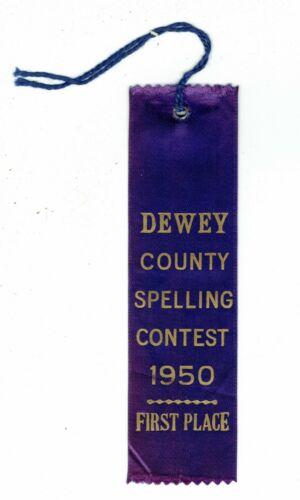 DEWEY
COUNTY
SPELLING
CONTEST
1950
FIRST PLACE